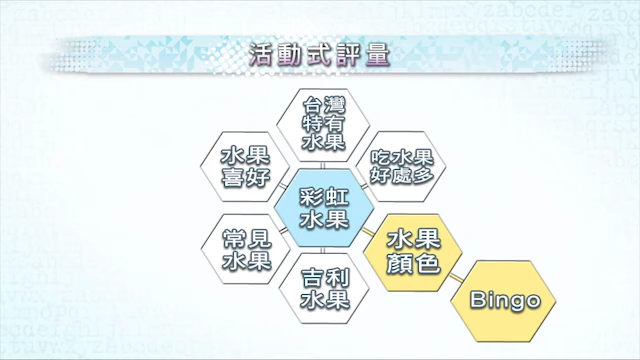 活動式評量
台灣
特有
水果
水果
喜好
吃水果
好處多
彩虹
水果
常見
水果
水果
顏色
吉利
水果
Bingo